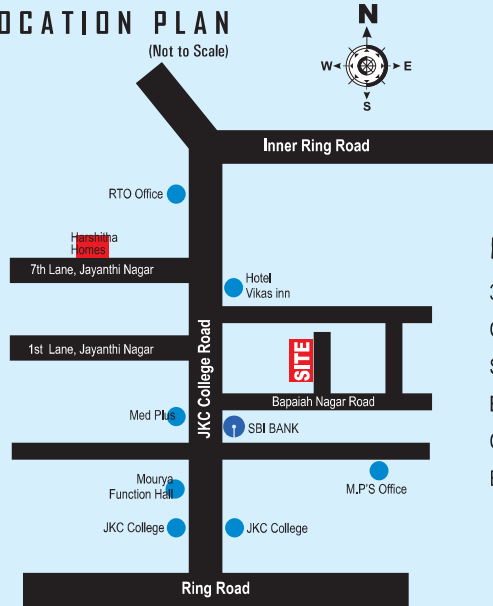 OCATION PLAN
(Not to Scale)
N
W
E
S
Inner Ring Road
RTO Office
Harshitha
Homes
7th Lane, Jayanthi Nagar
Hotel
Vikas inn
JKC College Road
1st Lane, Jayanthi Nagar
SITE
Bapaiah Nagar Road
Med Plus
SBI BANK
Mourya
Function Hall
M.P'S Office
JKC College
JKC College
Ring Road